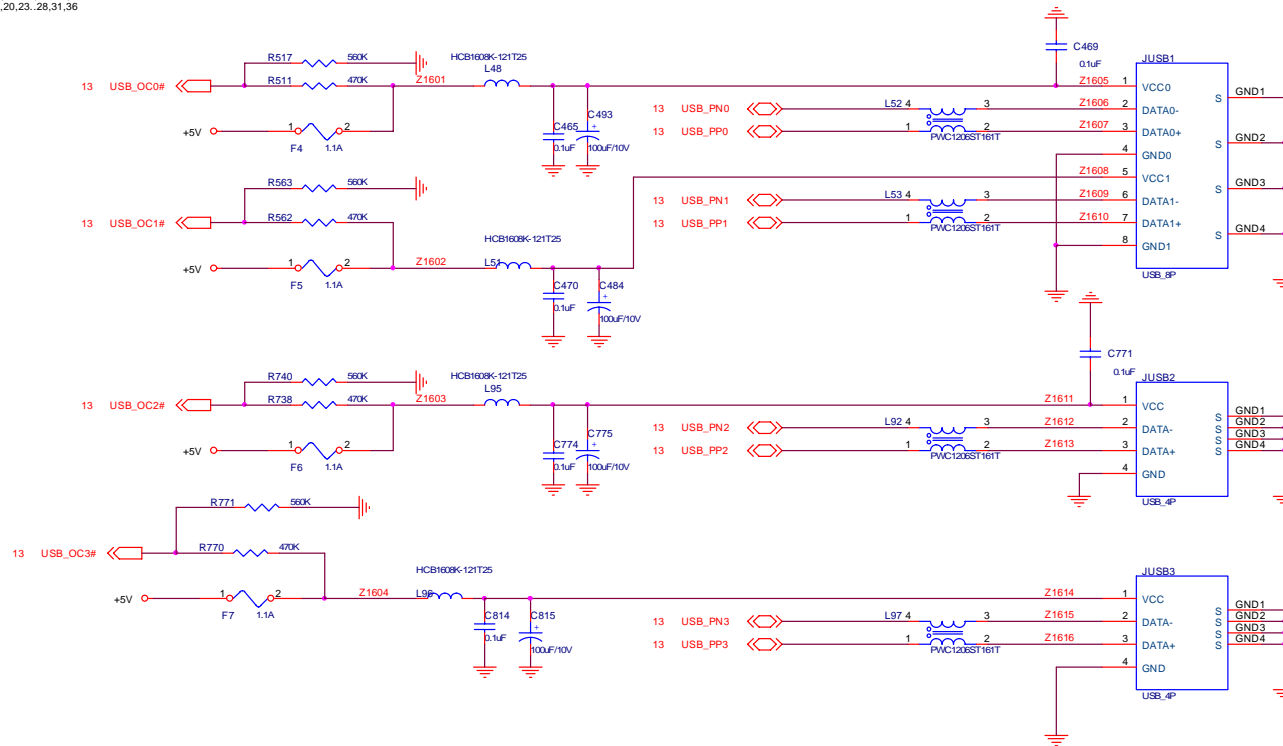 ,20,23..28,31,36
R517 560K
R511 470K
13 USB_OC0#
Z1601
HCB1608K-121T25
L48
+5V
1 2
F4 1.1A
C465
0.1uF
C493
+
100uF/10V
C469
0.1uF
R563 560K
R562 470K
13 USB_OC1#
+5V
1 2
F5 1.1A
Z1602
HCB1608K-121T25
L51
C470
0.1uF
C484
+
100uF/10V
13 USB_PN0
13 USB_PP0
L52 4 3
1 2
PWC1206ST161T
13 USB_PN1
13 USB_PP1
L53 4 3
1 2
PWC1206ST161T
JUSB1
Z1605 1 VCC0
Z1606 2 DATA0-
Z1607 3 DATA0+
4 GND0
Z1608 5 VCC1
Z1609 6 DATA1-
Z1610 7 DATA1+
8 GND1
S GND1
S GND2
S GND3
S GND4
USB_8P
R740 560K
R738 470K
13 USB_OC2#
Z1603
HCB1608K-121T25
L95
+5V
1 2
F6 1.1A
C774
0.1uF
C775
+
100uF/10V
C771
0.1uF
13 USB_PN2
13 USB_PP2
L92 4 3
1 2
PWC1206ST161T
JUSB2
Z1611 1 VCC
Z1612 2 DATA-
Z1613 3 DATA+
4 GND
S GND1
S GND2
S GND3
S GND4
USB_4P
R771 560K
R770 470K
13 USB_OC3#
+5V
1 2
F7 1.1A
Z1604
HCB1608K-121T25
L96
C814
0.1uF
C815
+
100uF/10V
13 USB_PN3
13 USB_PP3
L97 4 3
1 2
PWC1206ST161T
JUSB3
Z1614 1 VCC
Z1615 2 DATA-
Z1616 3 DATA+
4 GND
S GND1
S GND2
S GND3
S GND4
USB_4P